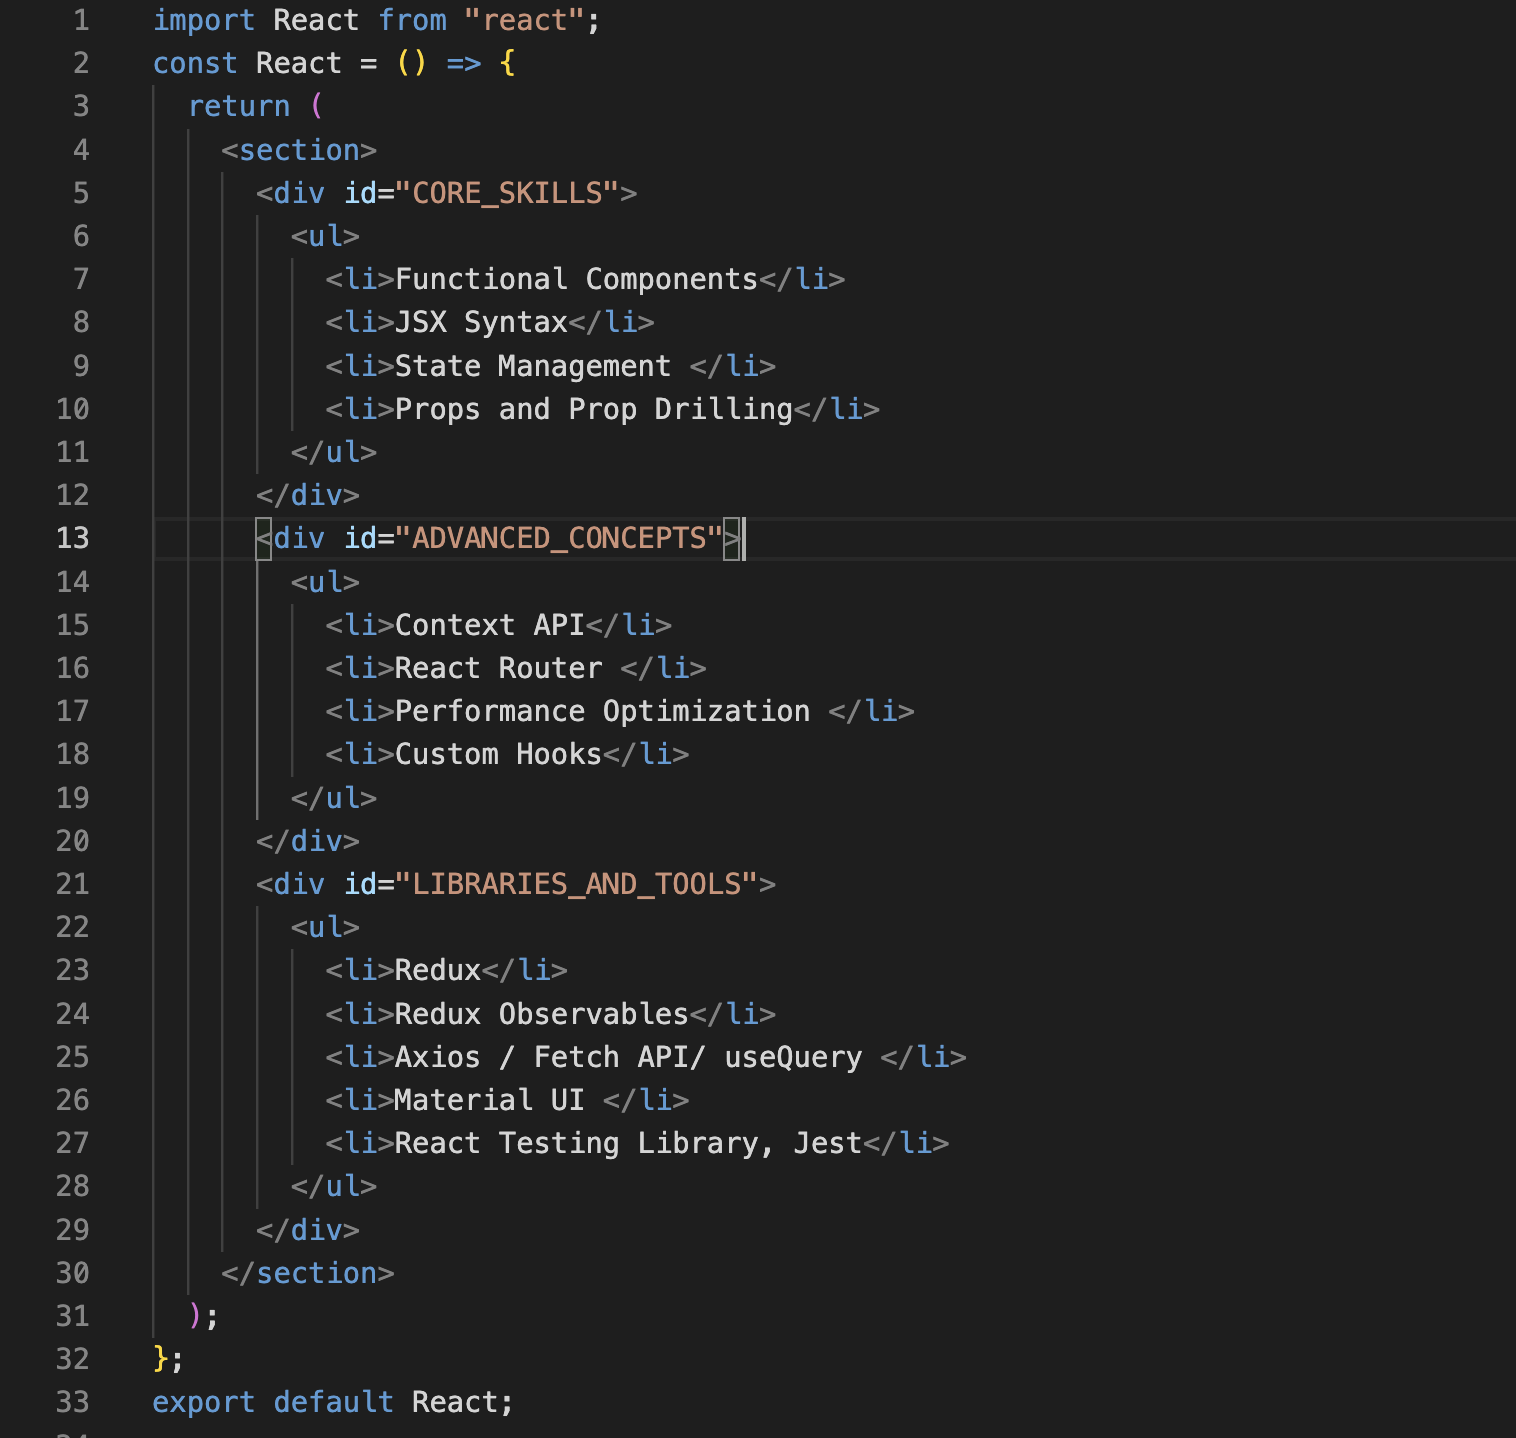 1 import React from "react";
2 const React = () => {
3 return (
4 <section>
5 <div id="CORE_SKILLS">
6 <ul>
7 <li>Functional Components</li>
8 <li>JSX Syntax</li>
9 <li>State Management </li>
10 <li>Props and Prop Drilling</li>
11 </ul>
12 </div>
13 <div id="ADVANCED_CONCEPTS">
14 <ul>
15 <li>Context API</li>
16 <li>React Router </li>
17 <li>Performance Optimization </li>
18 <li>Custom Hooks</li>
19 </ul>
20 </div>
21 <div id="LIBRARIES_AND_TOOLS">
22 <ul>
23 <li>Redux</li>
24 <li>Redux Observables</li>
25 <li>Axios / Fetch API/ useQuery </li>
26 <li>Material UI </li>
27 <li>React Testing Library, Jest</li>
28 </ul>
29 </div>
30 </section>
31 );
32 };
33 export default React;